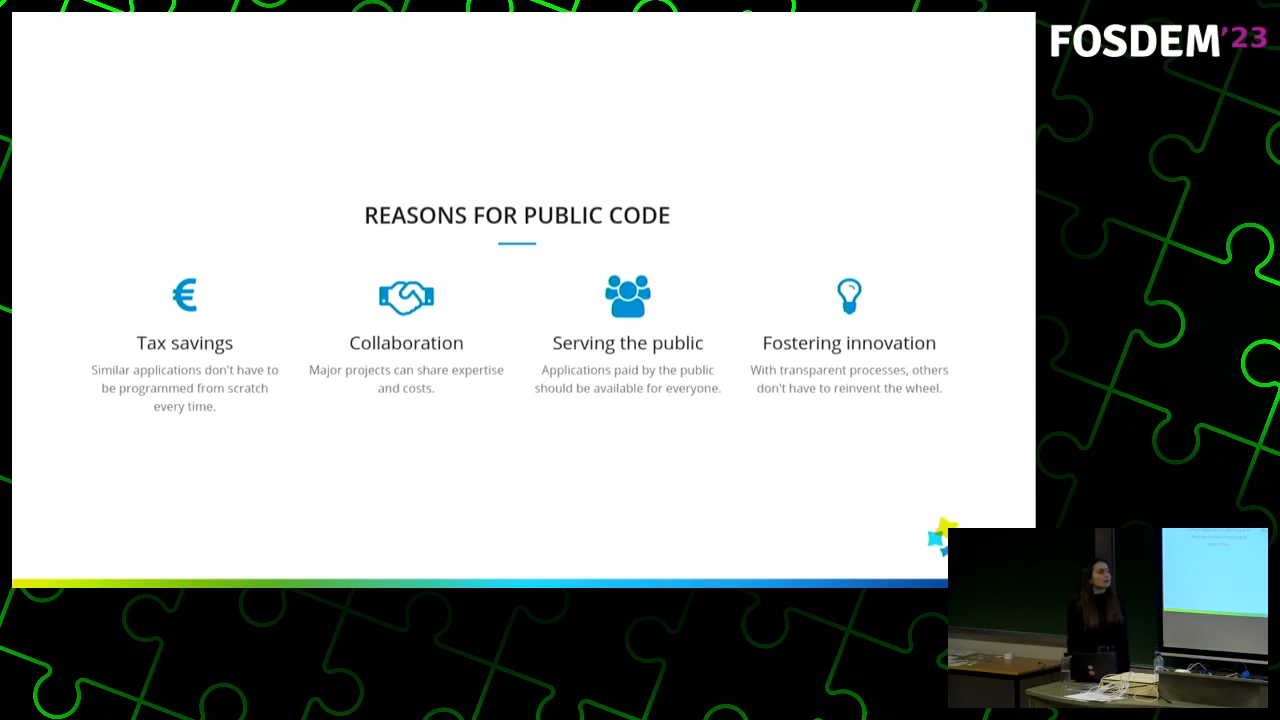 FOSDEM'23
REASONS FOR PUBLIC CODE
Tax savings
Similar applications don't have to
be programmed from scratch
every time.
Collaboration
Major projects can share expertise
and costs.
Serving the public
Applications paid by the public
should be available for everyone.
Fostering innovation
With transparent processes, others
don't have to reinvent the wheel.